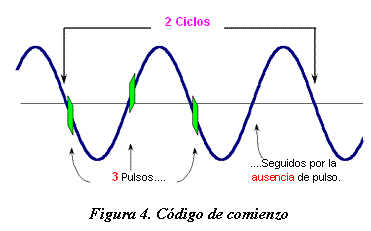 2 Ciclos
3 Pulsos....
....Seguidos por la
ausencia de pulso.
Figura 4. Código de comienzo